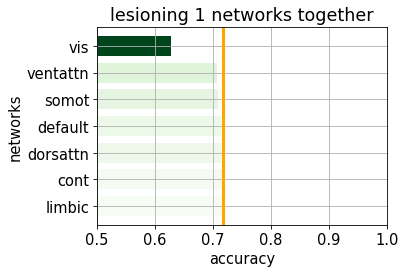 lesioning 1 networks together
networks
vis
ventattn
somot
default
dorsattn
cont
limbic
0.5 0.6 0.7 0.8 0.9 1.0
accuracy